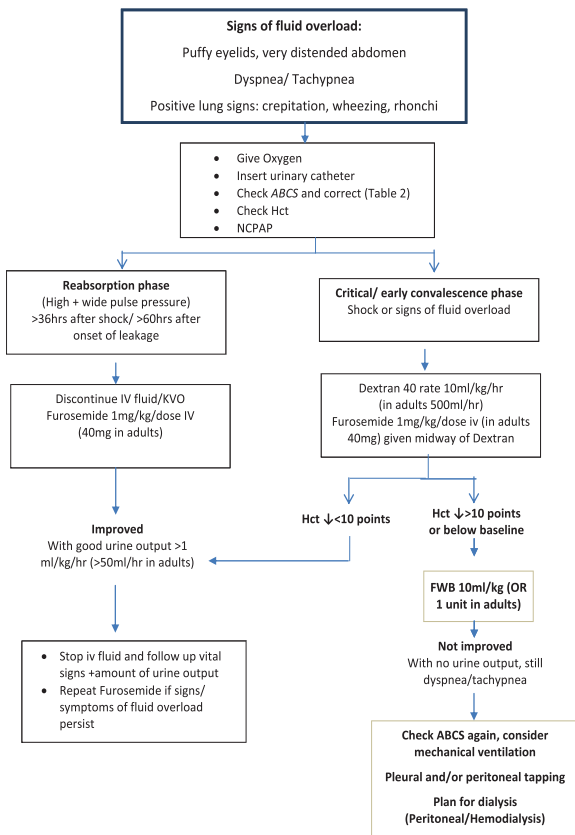 Signs of fluid overload:
Puffy eyelids, very distended abdomen
Dyspnea/ Tachypnea
Positive lung signs: crepitation, wheezing, rhonchi
• Give Oxygen
• Insert urinary catheter
• Check ABCS and correct (Table 2)
• Check Hct
• NCPAP
Reabsorption phase
(High + wide pulse pressure)
>36hrs after shock/ >60hrs after
onset of leakage
Critical/ early convalescence phase
Shock or signs of fluid overload
Discontinue IV fluid/KVO
Furosemide 1mg/kg/dose IV
(40mg in adults)
Dextran 40 rate 10ml/kg/hr
(in adults 500ml/hr)
Furosemide 1mg/kg/dose iv (in adults
40mg) given midway of Dextran
Hct ↓<10 points
Hct ↓>10 points
or below baseline
Improved
With good urine output >1
ml/kg/hr (>50ml/hr in adults)
FWB 10ml/kg (OR
1 unit in adults)
Not improved
With no urine output, still
dyspnea/tachypnea
• Stop iv fluid and follow up vital
signs +amount of urine output
• Repeat Furosemide if signs/
symptoms of fluid overload
persist
Check ABCS again, consider
mechanical ventilation
Pleural and/or peritoneal tapping
Plan for dialysis
(Peritoneal/Hemodialysis)